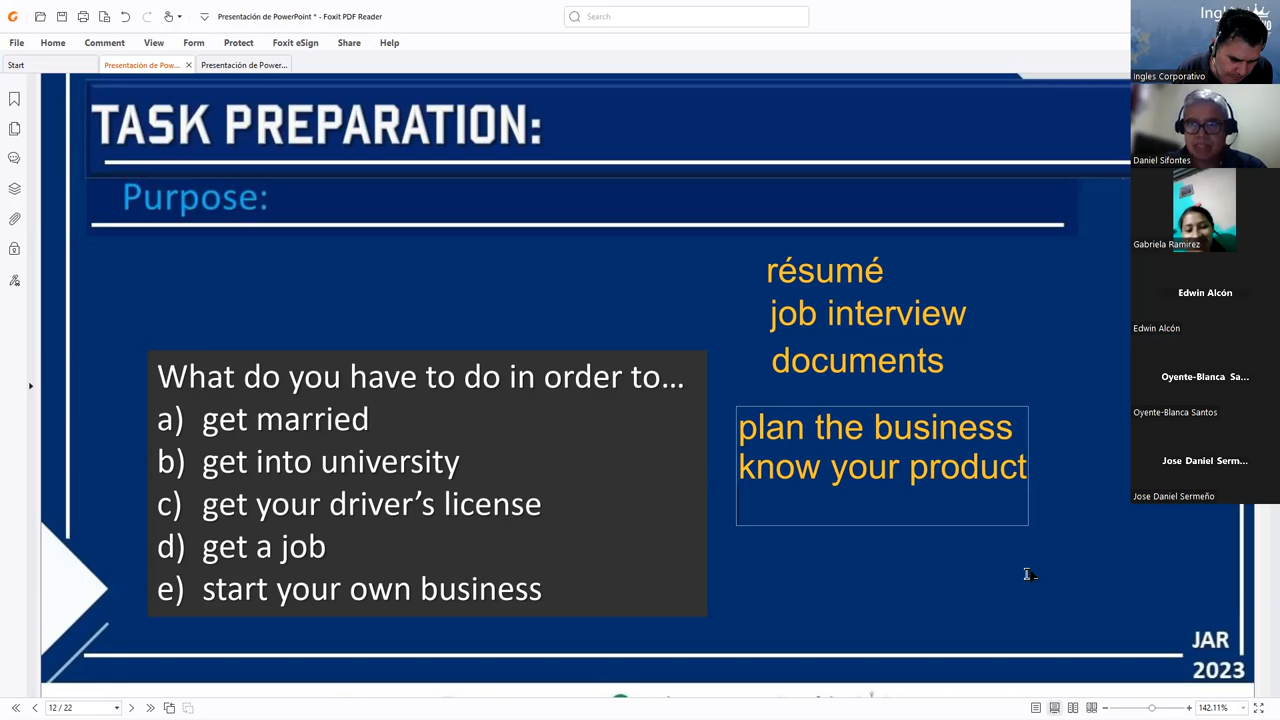 Presentación de PowerPoint * - Foxit PDF Reader
Search
File Home Comment View Form Protect Foxit eSign Share Help
Start
Presentación de Pow...
Presentación de Power...
TASK PREPARATION:
Purpose:
résumé
job interview
documents
plan the business
know your product
What do you have to do in order to...
a) get married
b) get into university
c) get your driver's license
d) get a job
e) start your own business
JAR
2023
Ingles Corporativo
Daniel Sifontes
Gabriela Ramirez
Edwin Alcón
Edwin Alcón
Oyente-Blanca Sa...
Oyente-Blanca Santos
Jose Daniel Serm...
Jose Daniel Sermeño
12 / 22
142.11%